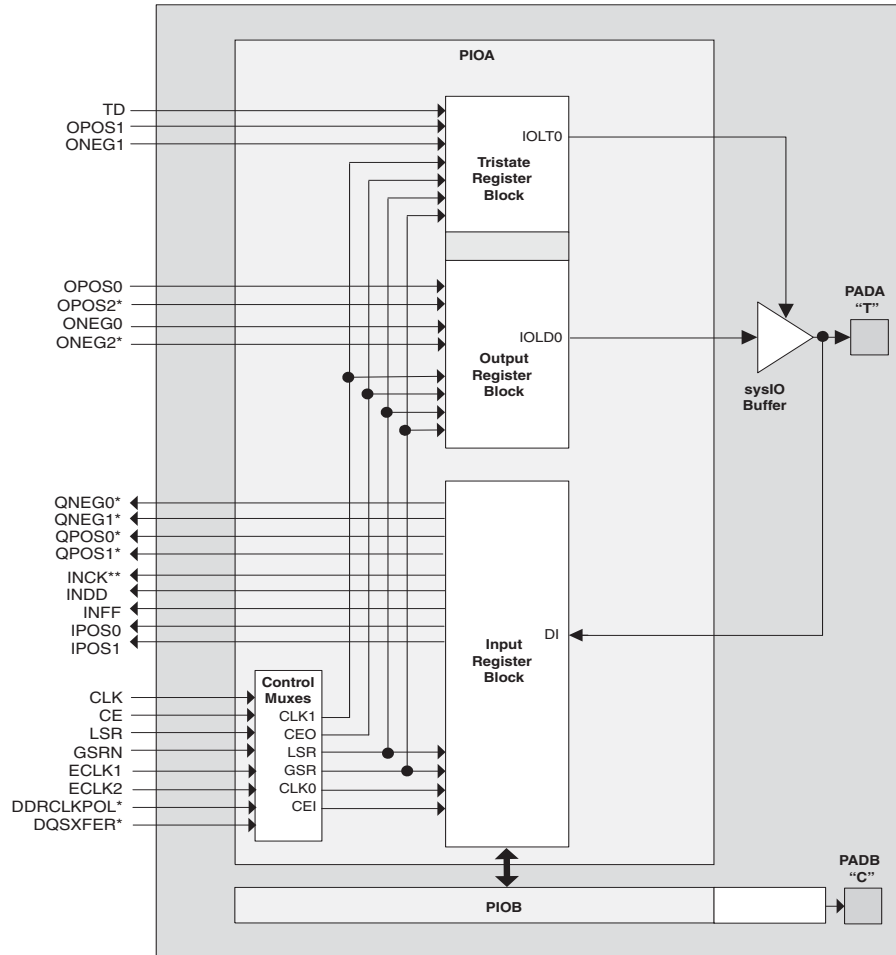 PIOA
TD
OPOS1
ONEG1
IOLT0
Tristate
Register
Block
OPOS0
OPOS2*
ONEG0
ONEG2*
IOLD0
Output
Register
Block
PADA
“T”
sysIO
Buffer
QNEG0*
QNEG1*
QPOS0*
QPOS1*
INCK**
INDD
INFF
IPOS0
IPOS1
DI
Input
Register
Block
Control
Muxes
CLK
CE
LSR
GSRN
ECLK1
ECLK2
DDRCLKPOL*
DQSXFER*
CLK1
CEO
LSR
GSR
CLK0
CEI
PADB
“C”
PIOB